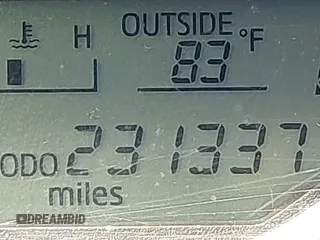 H OUTSIDE °F
83
ODO 231337
miles
DREAMBID